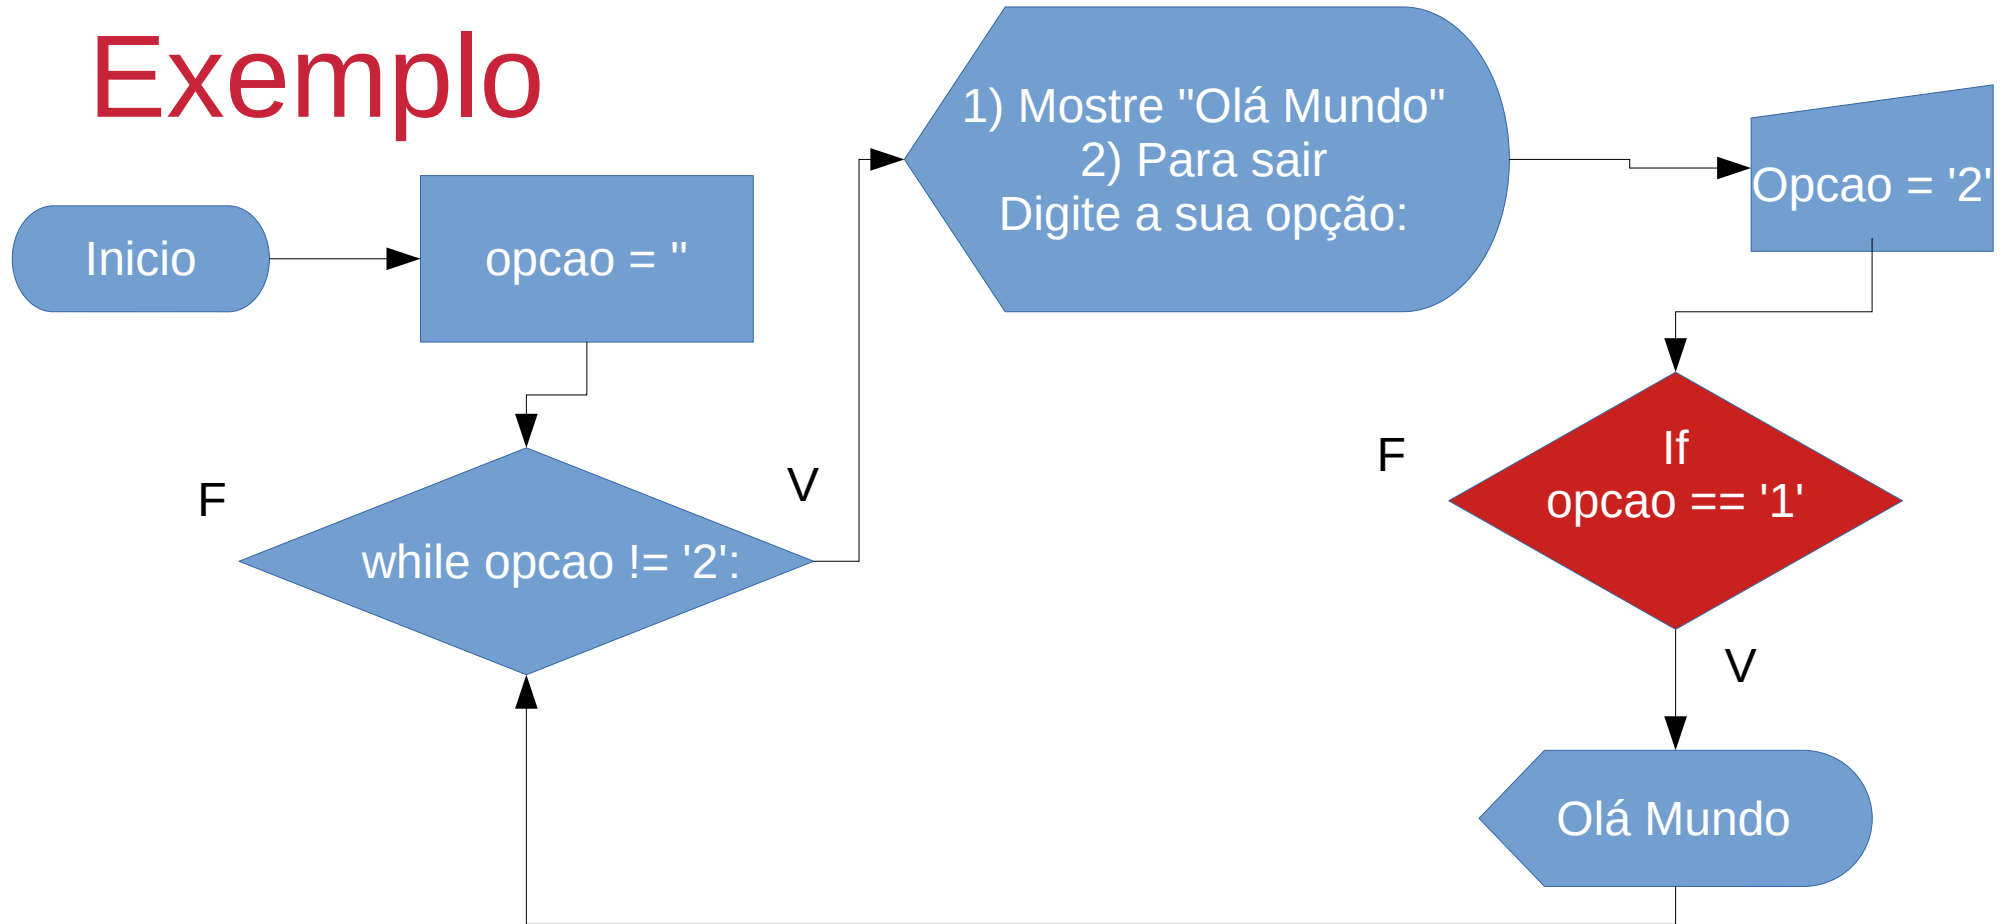 Exemplo
Inicio
opcao = ''
F
while opcao != '2':
V
1) Mostre "Olá Mundo"
2) Para sair
Digite a sua opção:
Opcao = '2'
F
If
opcao == '1'
V
Olá Mundo